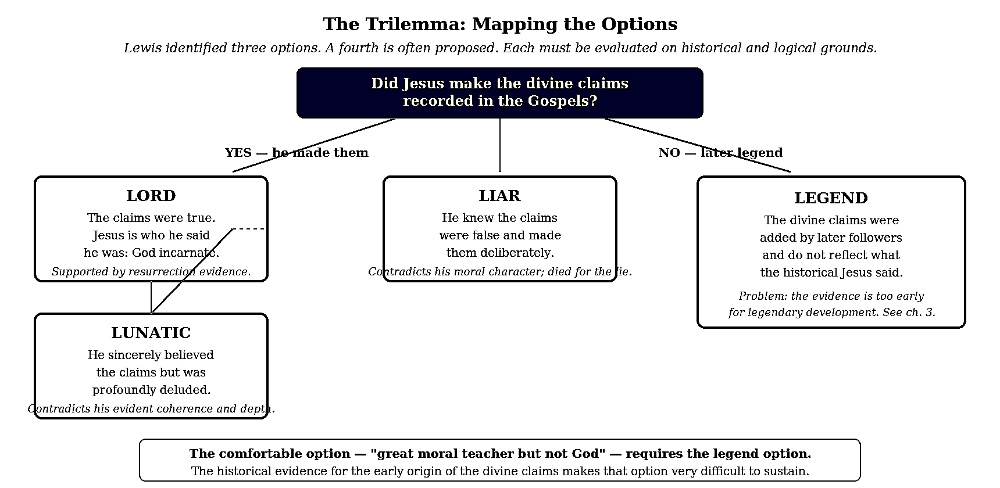 The Trilemma: Mapping the Options
Lewis identified three options. A fourth is often proposed. Each must be evaluated on historical and logical grounds.
Did Jesus make the divine claims
recorded in the Gospels?
YES — he made them
NO — later legend
LORD
The claims were true.
Jesus is who he said
he was: God incarnate.
Supported by resurrection evidence.
LIAR
He knew the claims
were false and made
them deliberately.
Contradicts his moral character; died for the lie.
LEGEND
The divine claims were
added by later followers
and do not reflect what
the historical Jesus said.
Problem: the evidence is too early
for legendary development. See ch. 3.
LUNATIC
He sincerely believed
the claims but was
profoundly deluded.
Contradicts his evident coherence and depth.
The comfortable option — "great moral teacher but not God" — requires the legend option.
The historical evidence for the early origin of the divine claims makes that option very difficult to sustain.